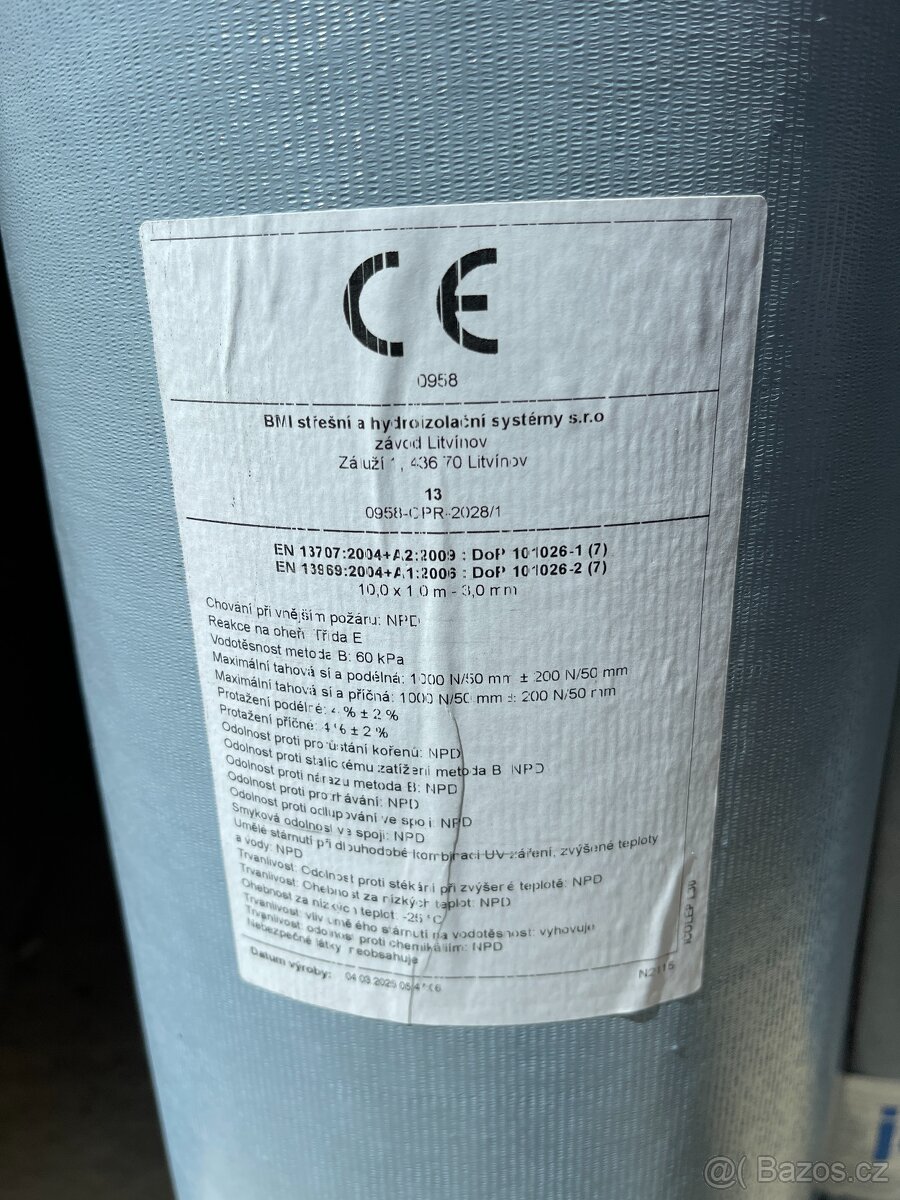 CE
0958
BMI střešní a hydroizolační systémy s.r.o
závod Litvínov
Záluží 1, 436 70 Litvínov
13
0958-CPR-2028/1
EN 13707:2004+A2:2009 : DoP 101026-1 (7)
EN 13969:2004+A1:2006 : DoP 101026-2 (7)
10,0 x 1,0 m - 3,0 mm
Chování při vnějším požáru: NPD
Reakce na oheň: Třída E
Vodotěsnost metoda B: 60 kPa
Maximální tahová síla podélná: 1000 N/50 mm ± 200 N/50 mm
Maximální tahová síla příčná: 1000 N/50 mm ± 200 N/50 mm
Protažení podélné: 4 % ± 2 %
Protažení příčné: 4 % ± 2 %
Odolnost proti prorůstání kořenů: NPD
Odolnost proti statickému zatížení metoda B: NPD
Odolnost proti nárazu metoda B: NPD
Odolnost proti protrhávání: NPD
Odolnost proti odlupování ve spoji: NPD
Smyková odolnost ve spoji: NPD
Umělé stárnutí při dlouhodobé kombinaci UV záření, zvýšené teploty
a vody: NPD
Trvanlivost: Odolnost proti stékání při zvýšené teplotě: NPD
Trvanlivost: Ohebnost za nízkých teplot: NPD
Ohebnost za nízkých teplot -25 °C
Trvanlivost: vliv umělého stárnutí na vodotěsnost: vyhovuje
Trvanlivost: odolnost proti chemikáliím: NPD
Nebezpečné látky neobsahuje
Datum výroby: 04 03.2025
N2115
@( Bazos.cz